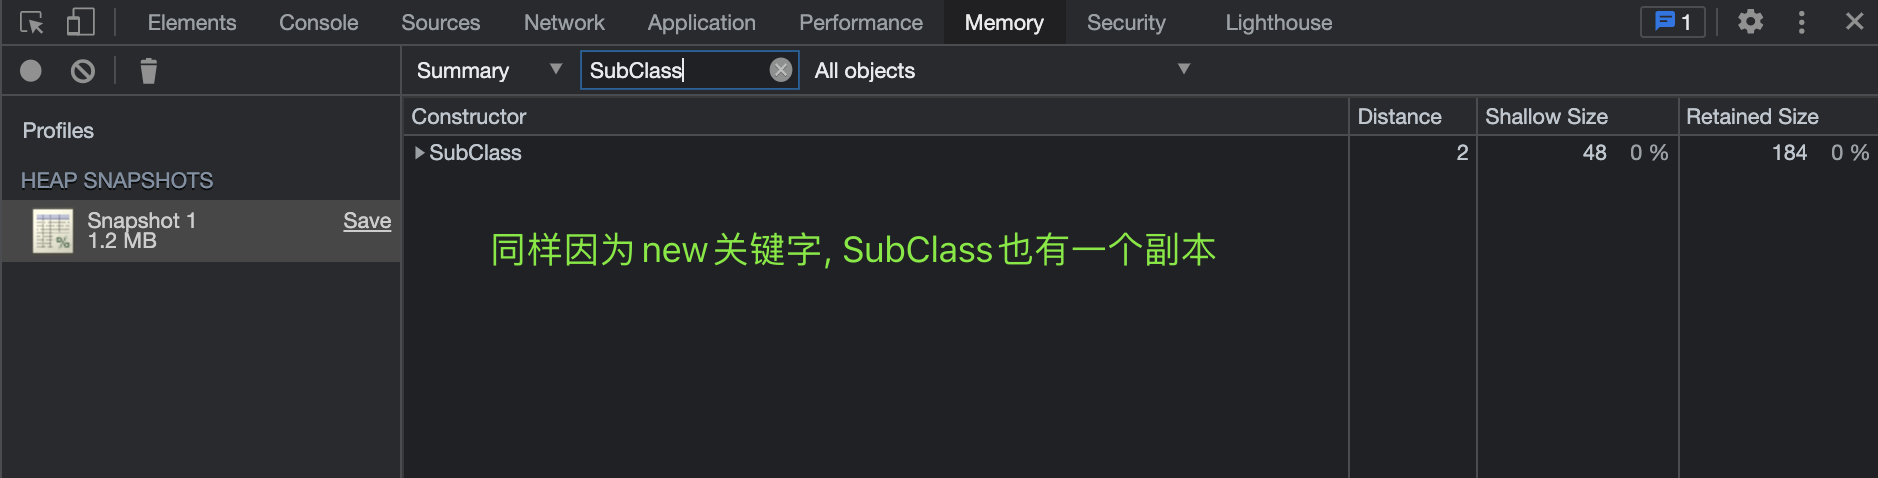 Elements Console Sources Network Application Performance Memory Security Lighthouse 1
Summary SubClass All objects
Profiles
HEAP SNAPSHOTS
Snapshot 1 Save
1.2 MB
Constructor Distance Shallow Size Retained Size
SubClass 2 48 0 % 184 0 %
同样因为new关键字, SubClass也有一个副本